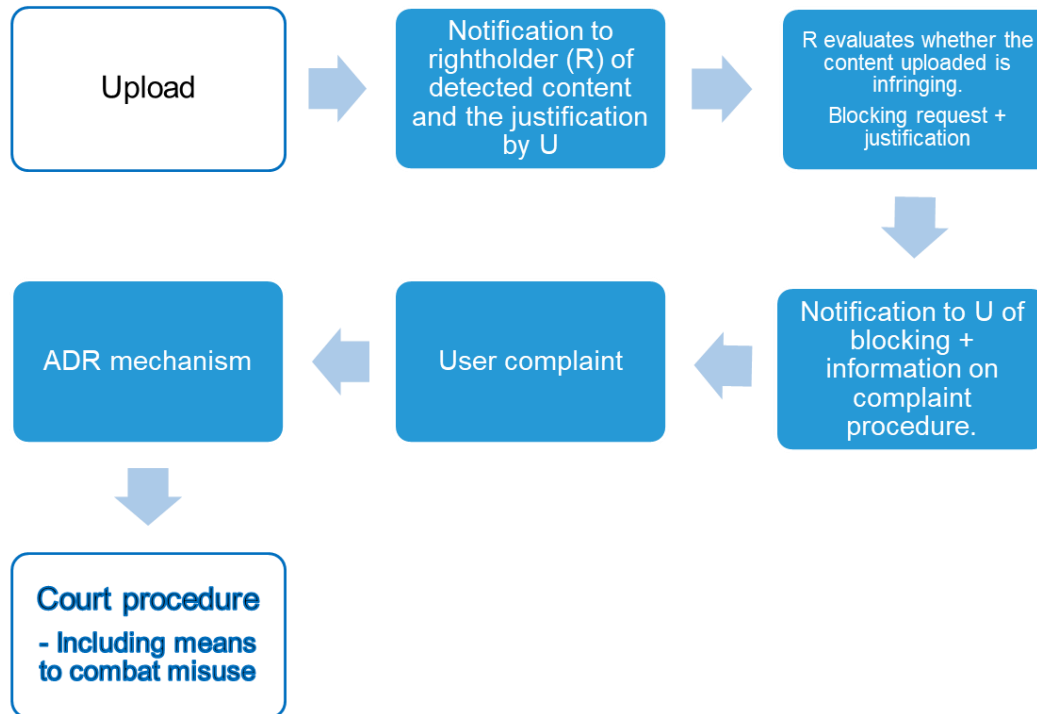 Upload
Notification to
rightholder (R) of
detected content
and the justification
by U
R evaluates whether the
content uploaded is
infringing.
Blocking request +
justification
Notification to U of
blocking +
information on
complaint
procedure.
User complaint
ADR mechanism
Court procedure
- Including means
to combat misuse